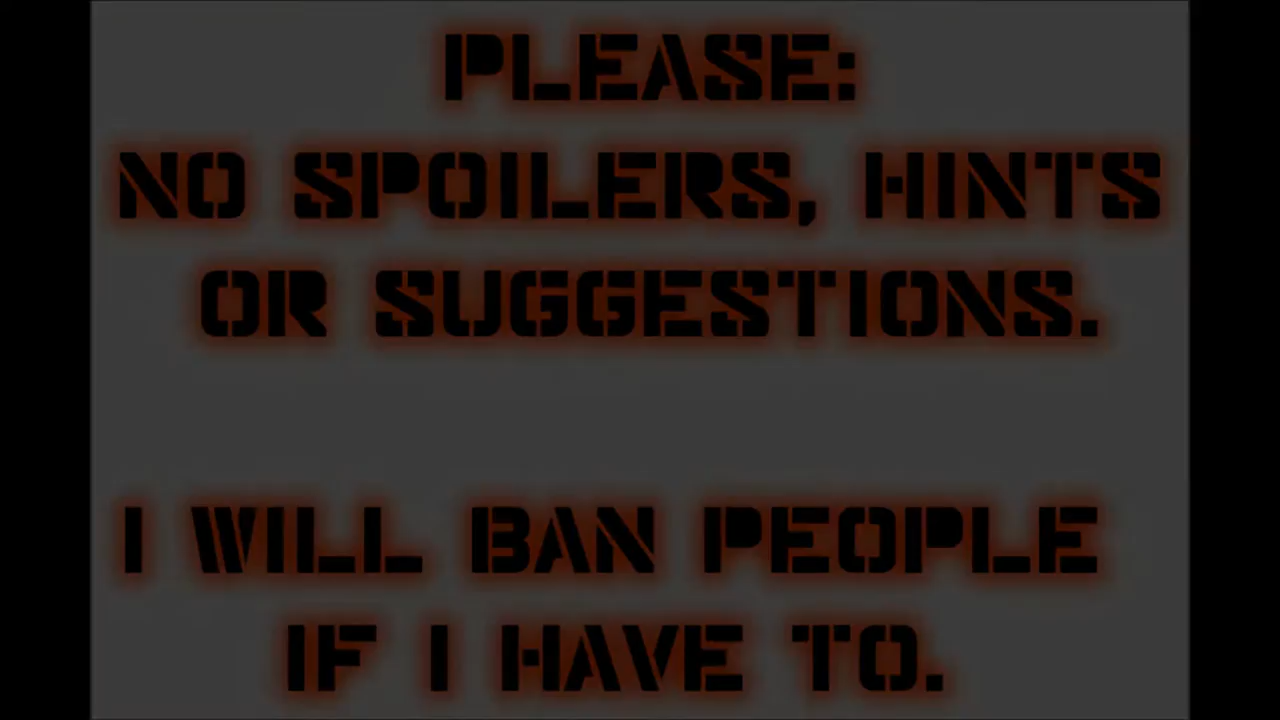 PLEASE:
NO SPOILERS, HINTS
OR SUGGESTIONS.
I WILL BAN PEOPLE
IF I HAVE TO.